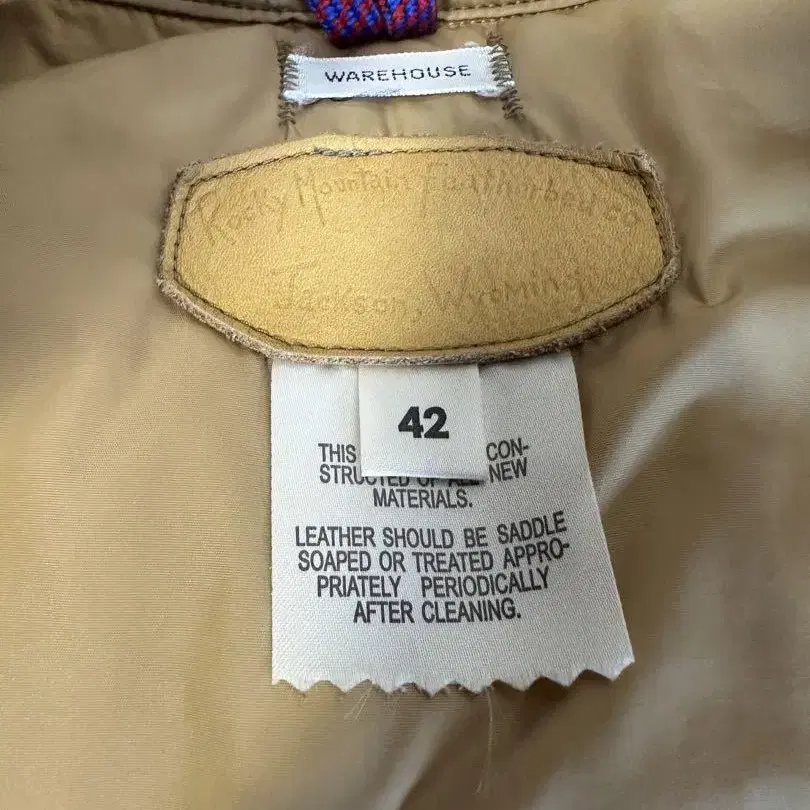 WAREHOUSE
Rocky Mountain Featherbed co
Jackson, Wyoming
42
THIS CON-
STRUCTED OF ALL NEW
MATERIALS.
LEATHER SHOULD BE SADDLE
SOAPED OR TREATED APPRO-
PRIATELY PERIODICALLY
AFTER CLEANING.